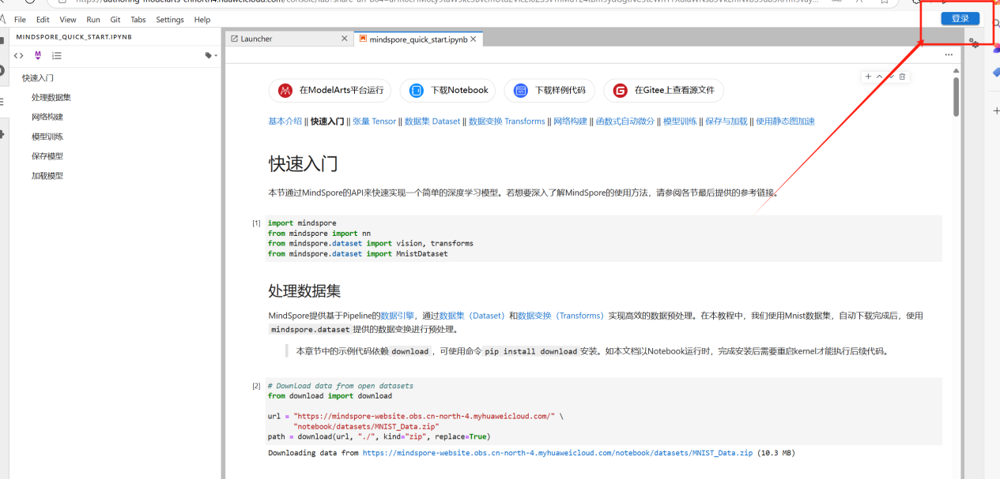 登录
File Edit View Run Git Tabs Settings Help
MINDSPORE_QUICK_START.IPYNB
快速入门
处理数据集
网络构建
模型训练
保存模型
加载模型
Launcher
mindspore_quick_start.ipynb
在ModelArts平台运行 下载Notebook 下载样例代码 在Gitee上查看源文件
基本介绍 || 快速入门 || 张量 Tensor || 数据集 Dataset || 数据变换 Transforms || 网络构建 || 函数式自动微分 || 模型训练 || 保存与加载 || 使用静态图加速
快速入门
本节通过MindSpore的API来快速实现一个简单的深度学习模型。若想要深入了解MindSpore的使用方法，请参阅各节最后提供的参考链接。
[1] import mindspore
from mindspore import nn
from mindspore.dataset import vision, transforms
from mindspore.dataset import MnistDataset
处理数据集
MindSpore提供基于Pipeline的数据引擎，通过数据集（Dataset）和数据变换（Transforms）实现高效的数据预处理。在本教程中，我们使用Mnist数据集，自动下载完成后，使用
mindspore.dataset 提供的数据变换进行预处理。
本章节中的示例代码依赖 download ，可使用命令 pip install download 安装。如本文档以Notebook运行时，完成安装后需要重启kernel才能执行后续代码。
[2] # Download data from open datasets
from download import download
url = "https://mindspore-website.obs.cn-north-4.myhuaweicloud.com/" \
"notebook/datasets/MNIST_Data.zip"
path = download(url, "./", kind="zip", replace=True)
Downloading data from https://mindspore-website.obs.cn-north-4.myhuaweicloud.com/notebook/datasets/MNIST_Data.zip (10.3 MB)